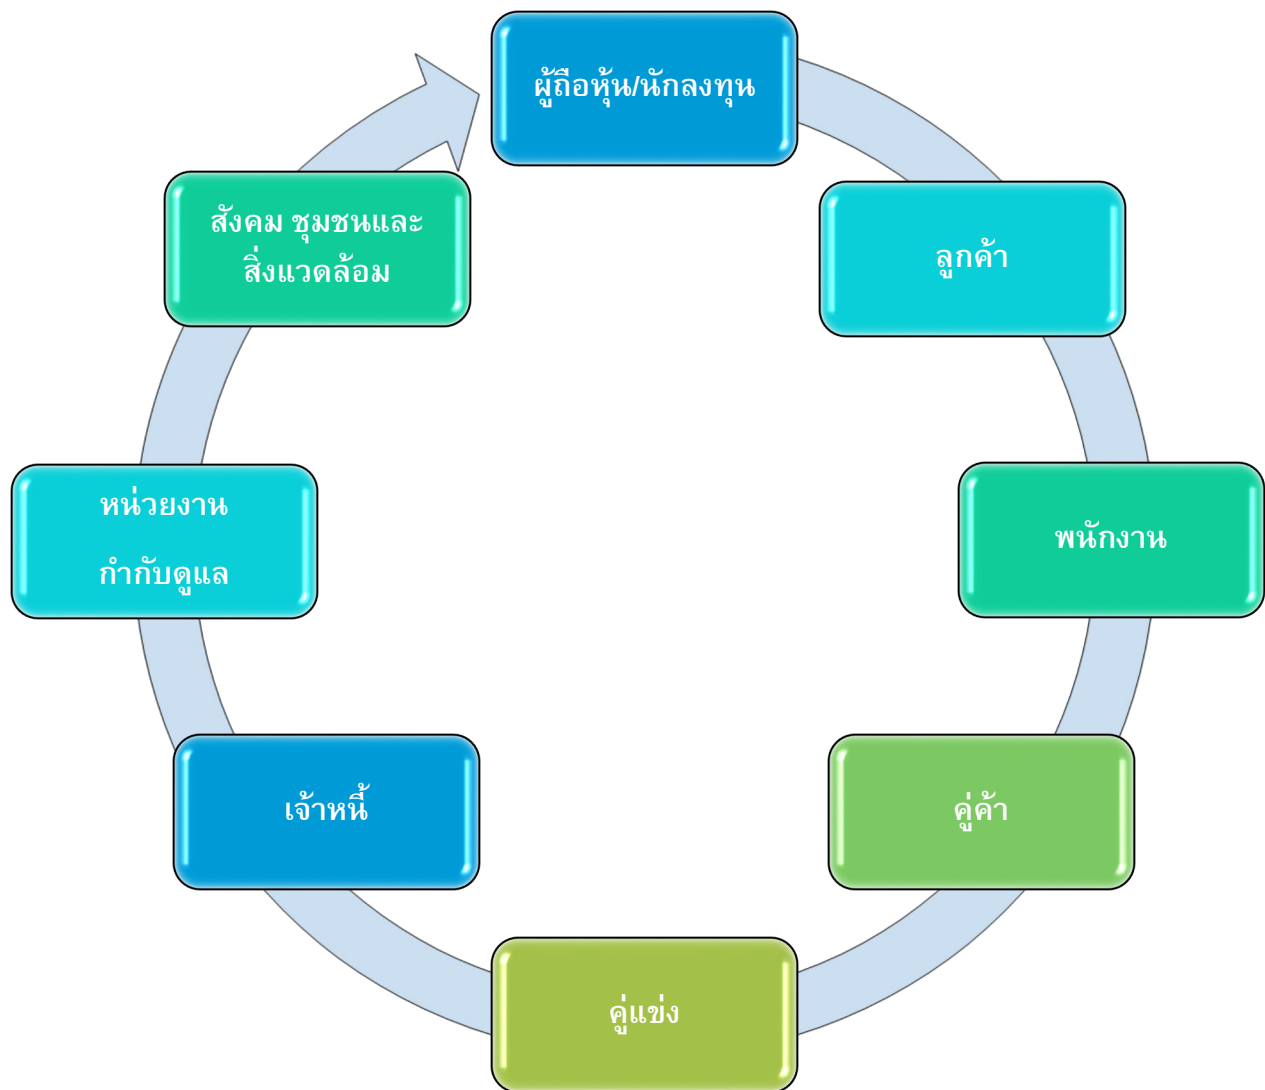 ผู้ถือหุ้น/นักลงทุน
ลูกค้า
พนักงาน
คู่ค้า
คู่แข่ง
เจ้าหนี้
หน่วยงาน
กำกับดูแล
สังคม ชุมชนและ
สิ่งแวดล้อม